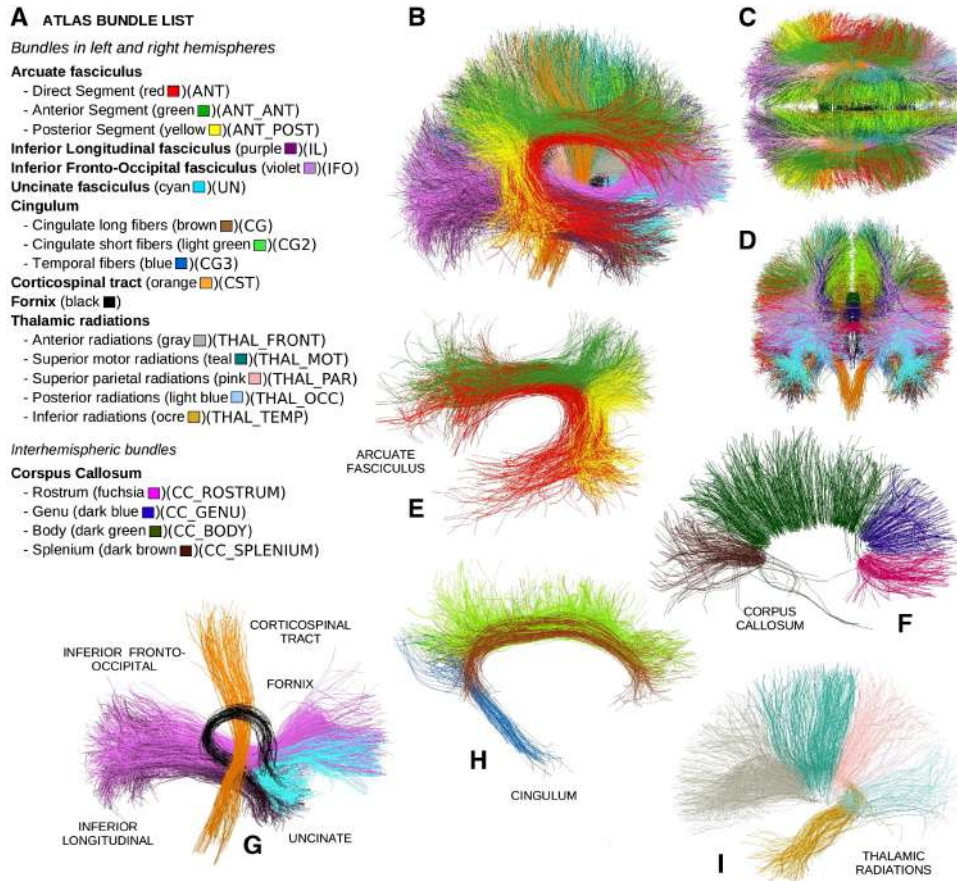 A ATLAS BUNDLE LIST
Bundles in left and right hemispheres
Arcuate fasciculus
- Direct Segment (red )(ANT)
- Anterior Segment (green )(ANT_ANT)
- Posterior Segment (yellow )(ANT_POST)
Inferior Longitudinal fasciculus (purple )(IL)
Inferior Fronto-Occipital fasciculus (violet )(IFO)
Uncinate fasciculus (cyan )(UN)
Cingulum
- Cingulate long fibers (brown )(CG)
- Cingulate short fibers (light green )(CG2)
- Temporal fibers (blue )(CG3)
Corticospinal tract (orange )(CST)
Fornix (black )
Thalamic radiations
- Anterior radiations (gray )(THAL_FRONT)
- Superior motor radiations (teal )(THAL_MOT)
- Superior parietal radiations (pink )(THAL_PAR)
- Posterior radiations (light blue )(THAL_OCC)
- Inferior radiations (ocre )(THAL_TEMP)
Interhemispheric bundles
Corspus Callosum
- Rostrum (fuchsia )(CC_ROSTRUM)
- Genu (dark blue )(CC_GENU)
- Body (dark green )(CC_BODY)
- Splenium (dark brown )(CC_SPLENIUM)
B
C
D
ARCUATE
FASCICULUS
E
CORPUS
CALLOSUM
F
CORTICOSPINAL
TRACT
INFERIOR FRONTO-
OCCIPITAL
FORNIX
INFERIOR
LONGITUDINAL
UNCINATE
G
H
CINGULUM
I
THALAMIC
RADIATIONS